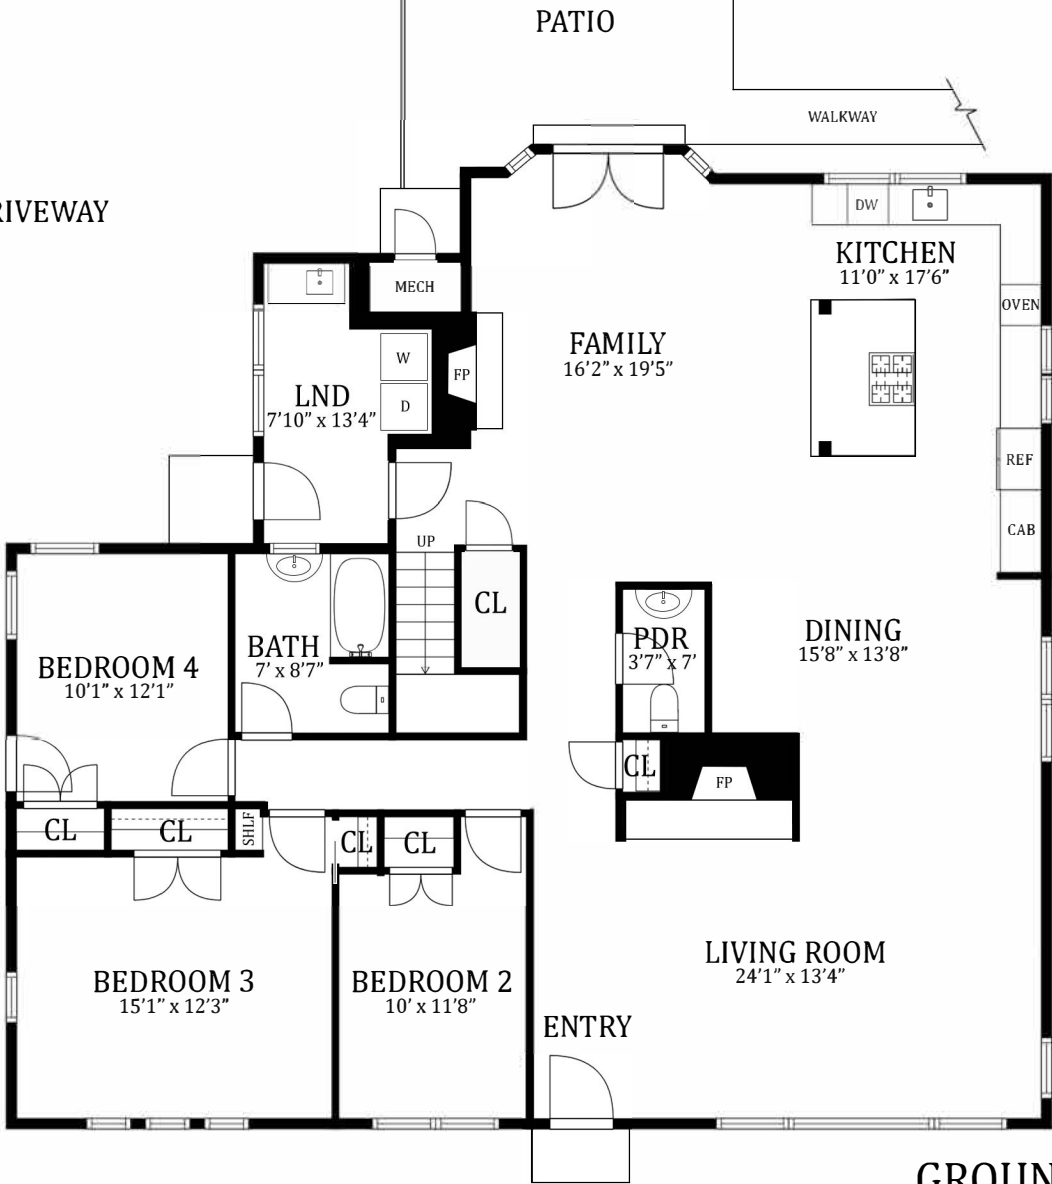 PATIO
WALKWAY
RIVEWAY
DW
KITCHEN
11'0" x 17'6"
MECH
OVEN
FAMILY
16'2" x 19'5"
W
FP
LND
7'10" x 13'4"
D
REF
CAB
UP
CL
PDR
3'7" x 7'
DINING
15'8" x 13'8"
BATH
7' x 8'7"
BEDROOM 4
10'1" x 12'1"
CL
FP
CL
CL
SHLF
CL
CL
LIVING ROOM
24'1" x 13'4"
BEDROOM 3
15'1" x 12'3"
BEDROOM 2
10' x 11'8"
ENTRY
GROUN